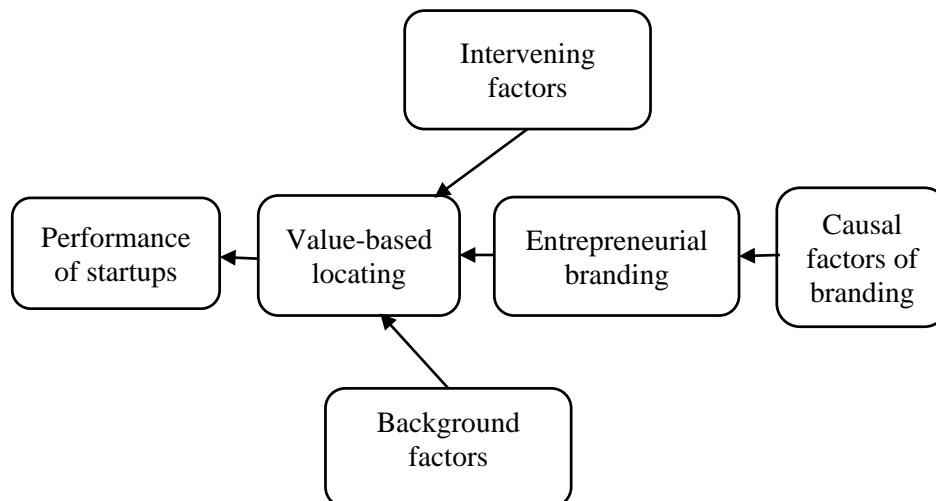 Intervening
factors
Performance
of startups
Value-based
locating
Entrepreneurial
branding
Causal
factors of
branding
Background
factors